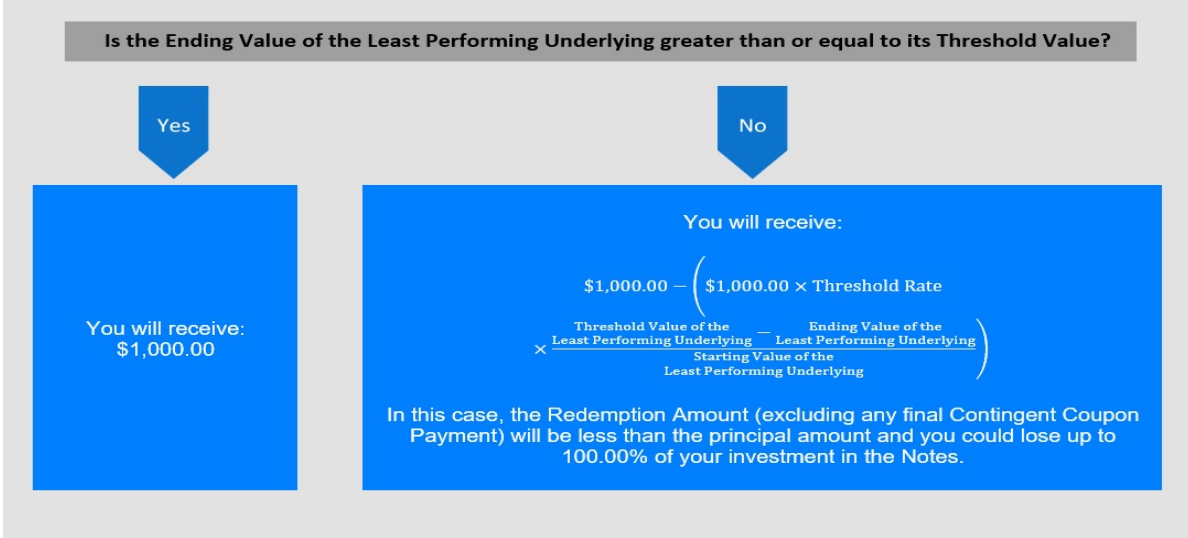 Is the Ending Value of the Least Performing Underlying greater than or equal to its Threshold Value?
Yes
No
You will receive:
$1,000.00
You will receive:
$1,000.00 − ($1,000.00 × Threshold Rate
× Threshold Value of the Least Performing Underlying − Ending Value of the Least Performing Underlying
Starting Value of the
Least Performing Underlying)
In this case, the Redemption Amount (excluding any final Contingent Coupon
Payment) will be less than the principal amount and you could lose up to
100.00% of your investment in the Notes.